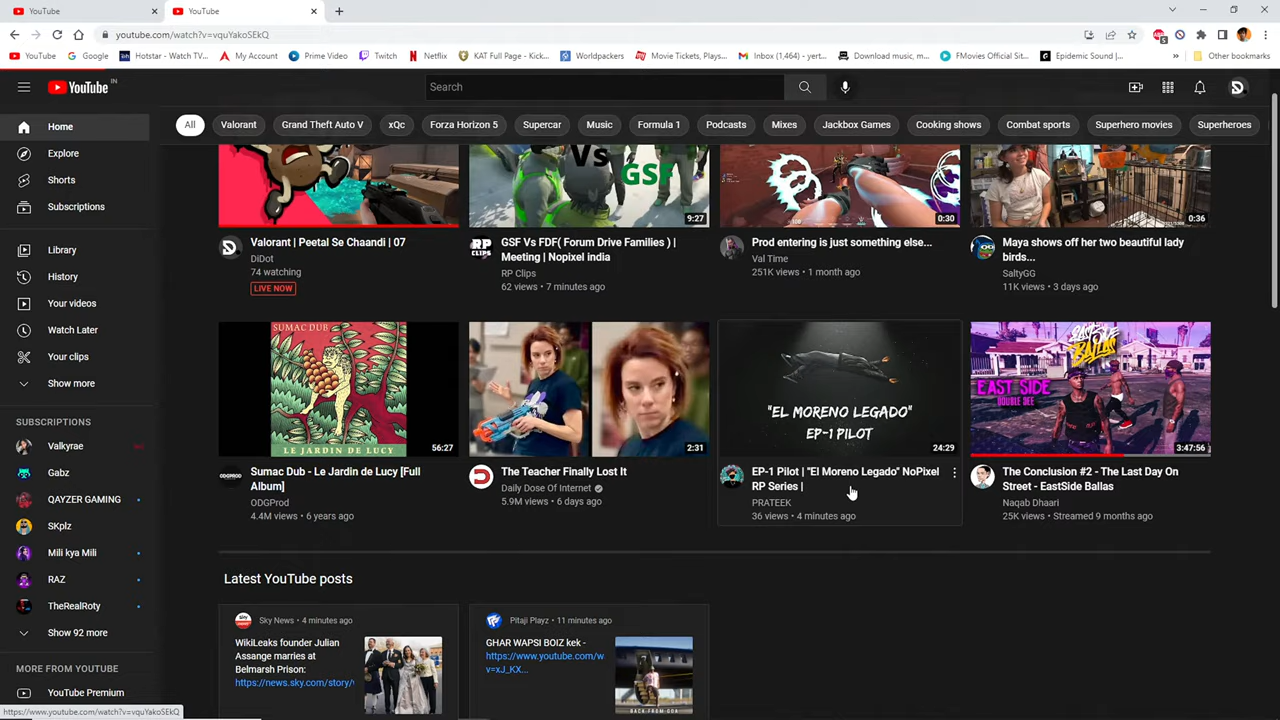 YouTube
YouTube
youtube.com/watch?v=vquYakoSEkQ
YouTube
Google
Hotstar - Watch TV...
My Account
Prime Video
Twitch
Netflix
KAT Full Page - Kick...
Worldpackers
Movie Tickets, Plays...
Inbox (1,464) - yert...
Download music, m...
FMovies Official Sit...
Epidemic Sound |...
»
Other bookmarks
YouTube IN
Search
Home
Explore
Shorts
Subscriptions
Library
History
Your videos
Watch Later
Your clips
Show more
SUBSCRIPTIONS
Valkyrae
Gabz
QAYZER GAMING
SKplz
Mili kya Mili
RAZ
TheRealRoty
Show 92 more
MORE FROM YOUTUBE
YouTube Premium
https://www.youtube.com/watch?v=vquYakoSEkQ
All
Valorant
Grand Theft Auto V
xQc
Forza Horizon 5
Supercar
Music
Formula 1
Podcasts
Mixes
Jackbox Games
Cooking shows
Combat sports
Superhero movies
Superheroes
Valorant | Peetal Se Chaandi | 07
DiDot
74 watching
LIVE NOW
Vs
GSF
9:27
RP
CLIPS
GSF Vs FDF( Forum Drive Families ) |
Meeting | Nopixel india
RP Clips
62 views • 7 minutes ago
0:30
Prod entering is just something else...
Val Time
251K views • 1 month ago
0:36
Maya shows off her two beautiful lady
birds...
SaltyGG
11K views • 3 days ago
SUMAC DUB
LE JARDIN DE LUCY
56:27
ODGPROD
Sumac Dub - Le Jardin de Lucy [Full
Album]
ODGProd
4.4M views • 6 years ago
2:31
The Teacher Finally Lost It
Daily Dose Of Internet
5.9M views • 6 days ago
"EL MORENO LEGADO"
EP-1 PILOT
24:29
EP-1 Pilot | "El Moreno Legado" NoPixel
RP Series |
PRATEEK
36 views • 4 minutes ago
EAST SIDE
BALLAS
EAST SIDE
DOUBLE DEE
3:47:56
The Conclusion #2 - The Last Day On
Street - EastSide Ballas
Naqab Dhaari
25K views • Streamed 9 months ago
Latest YouTube posts
Sky News • 4 minutes ago
WikiLeaks founder Julian
Assange marries at
Belmarsh Prison:
https://news.sky.com/story/
Pitaji Playz • 11 minutes ago
GHAR WAPSI BOIZ kek -
https://www.youtube.com/w
v=xJ_KX...
BACK-FROM-GOA